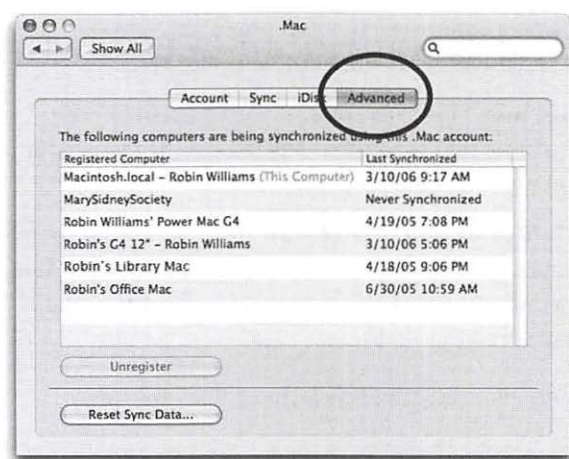 .Mac
Show All
Account Sync iDisk Advanced
The following computers are being synchronized using this .Mac account:
Registered Computer Last Synchronized
Macintosh.local – Robin Williams (This Computer) 3/10/06 9:17 AM
MarySidneySociety Never Synchronized
Robin Williams' Power Mac G4 4/19/05 7:08 PM
Robin's G4 12" – Robin Williams 3/10/06 5:06 PM
Robin's Library Mac 4/18/05 9:06 PM
Robin's Office Mac 6/30/05 10:59 AM
Unregister
Reset Sync Data...